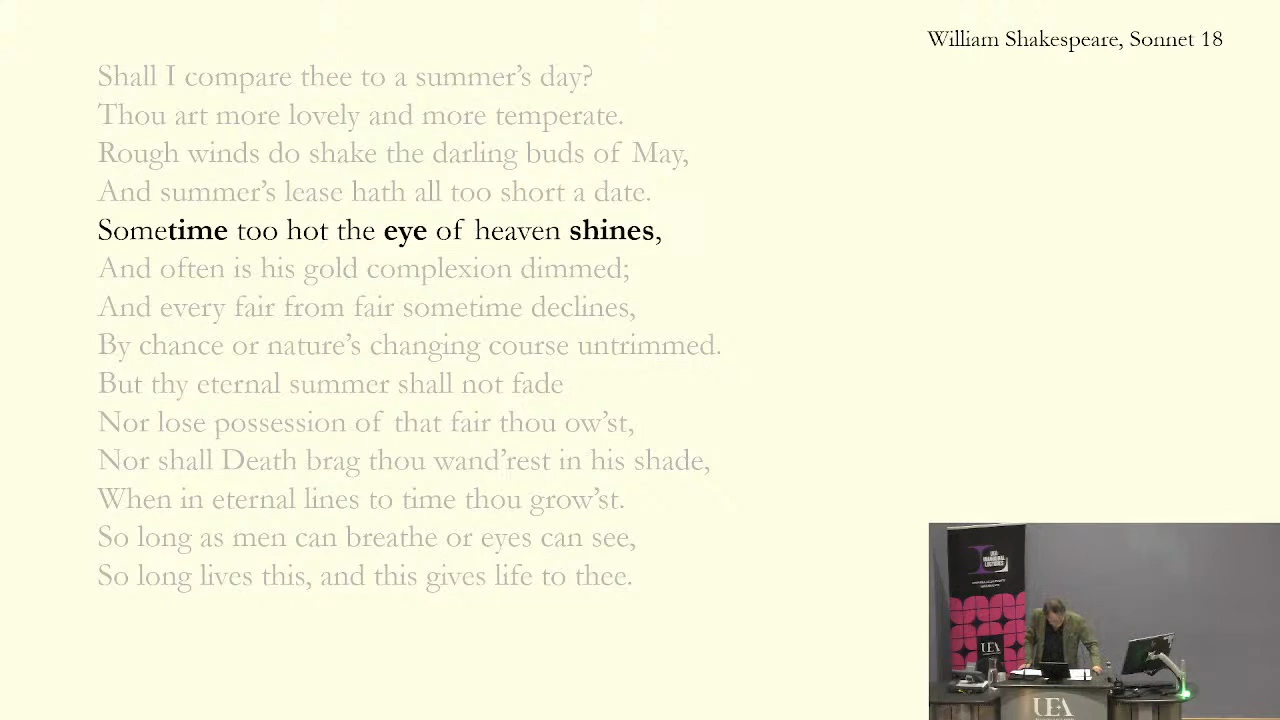 William Shakespeare, Sonnet 18
Shall I compare thee to a summer’s day?
Thou art more lovely and more temperate.
Rough winds do shake the darling buds of May,
And summer’s lease hath all too short a date.
Sometime too hot the eye of heaven shines,
And often is his gold complexion dimmed;
And every fair from fair sometime declines,
By chance or nature’s changing course untrimmed.
But thy eternal summer shall not fade
Nor lose possession of that fair thou ow’st,
Nor shall Death brag thou wand’rest in his shade,
When in eternal lines to time thou grow’st.
So long as men can breathe or eyes can see,
So long lives this, and this gives life to thee.
UEA
INAUGURAL
LECTURES
UEA
UEA